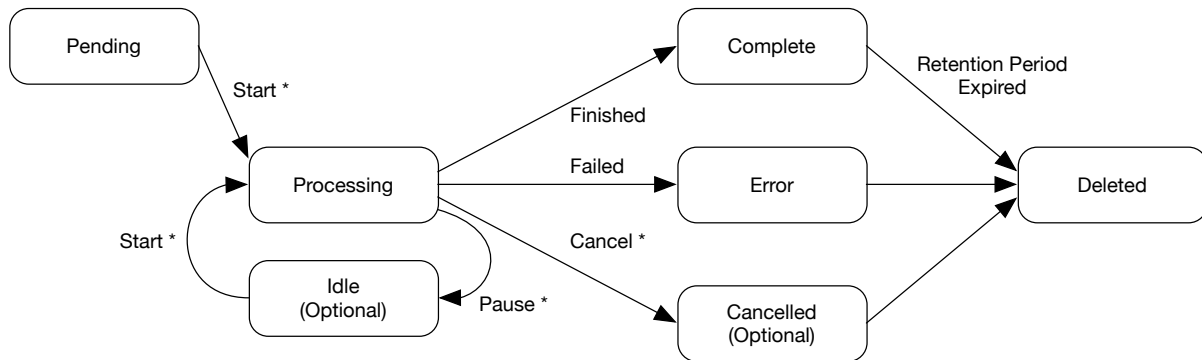 Pending
Complete
Start *
Retention Period
Expired
Finished
Processing
Failed
Error
Deleted
Start *
Cancel *
Idle
(Optional)
Pause *
Cancelled
(Optional)